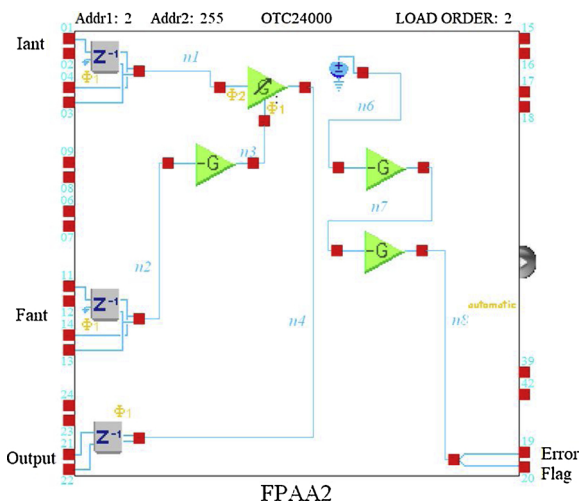 Addr1: 2 Addr2: 255 OTC24000 LOAD ORDER: 2
Iant
01
Z-1
Φ1
04
03
n1
Φ2
G
Φ1
n3
-G
n2
09
10
08
06
05
07
n6
-G
n7
-G
n8
automatic
15
16
17
18
11
Fant
12
Z-1
Φ1
14
13
n4
39
42
24
23
Φ1
Z-1
21
Output
22
19
Error
Flag
20
FPAA2